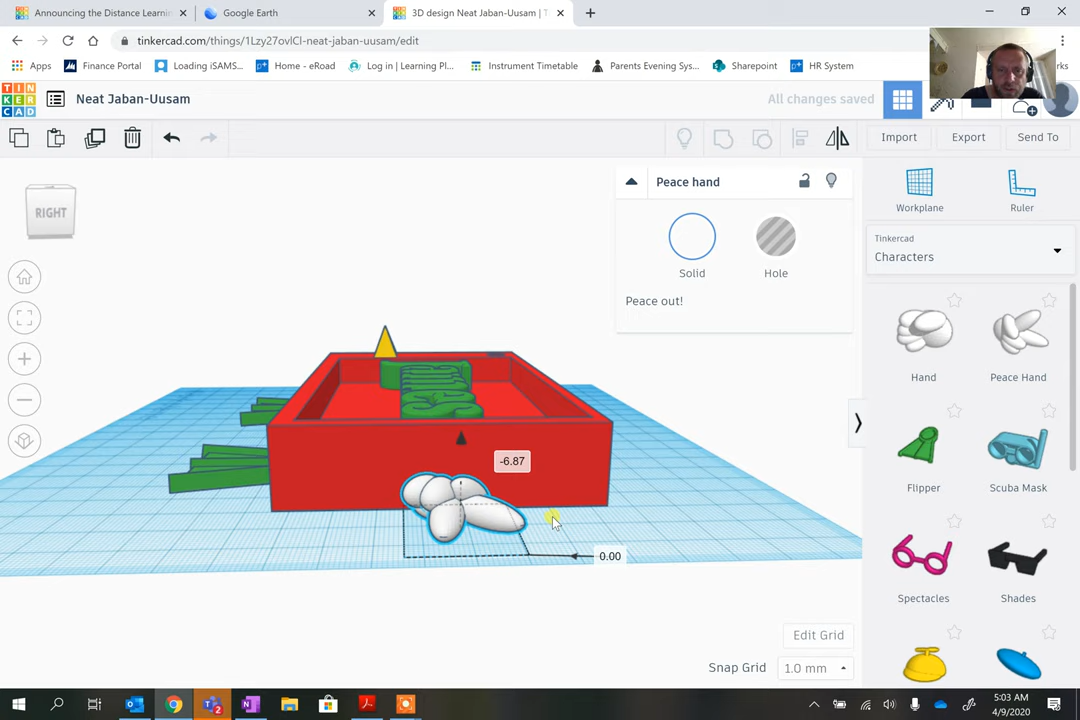 Announcing the Distance Learnin
Google Earth
3D design Neat Jaban-Uusam | T
tinkercad.com/things/1Lzy27ovlCl-neat-jaban-uusam/edit
Apps
Finance Portal
Loading iSAMS...
Home - eRoad
Log in | Learning Pl...
Instrument Timetable
Parents Evening Sys...
Sharepoint
HR System
TIN
KER
CAD
Neat Jaban-Uusam
All changes saved
Import
Export
Send To
RIGHT
Peace hand
Solid
Hole
Peace out!
Workplane
Ruler
Tinkercad
Characters
Hand
Peace Hand
Flipper
Scuba Mask
Spectacles
Shades
-6.87
0.00
Edit Grid
Snap Grid
1.0 mm
5:03 AM
4/9/2020